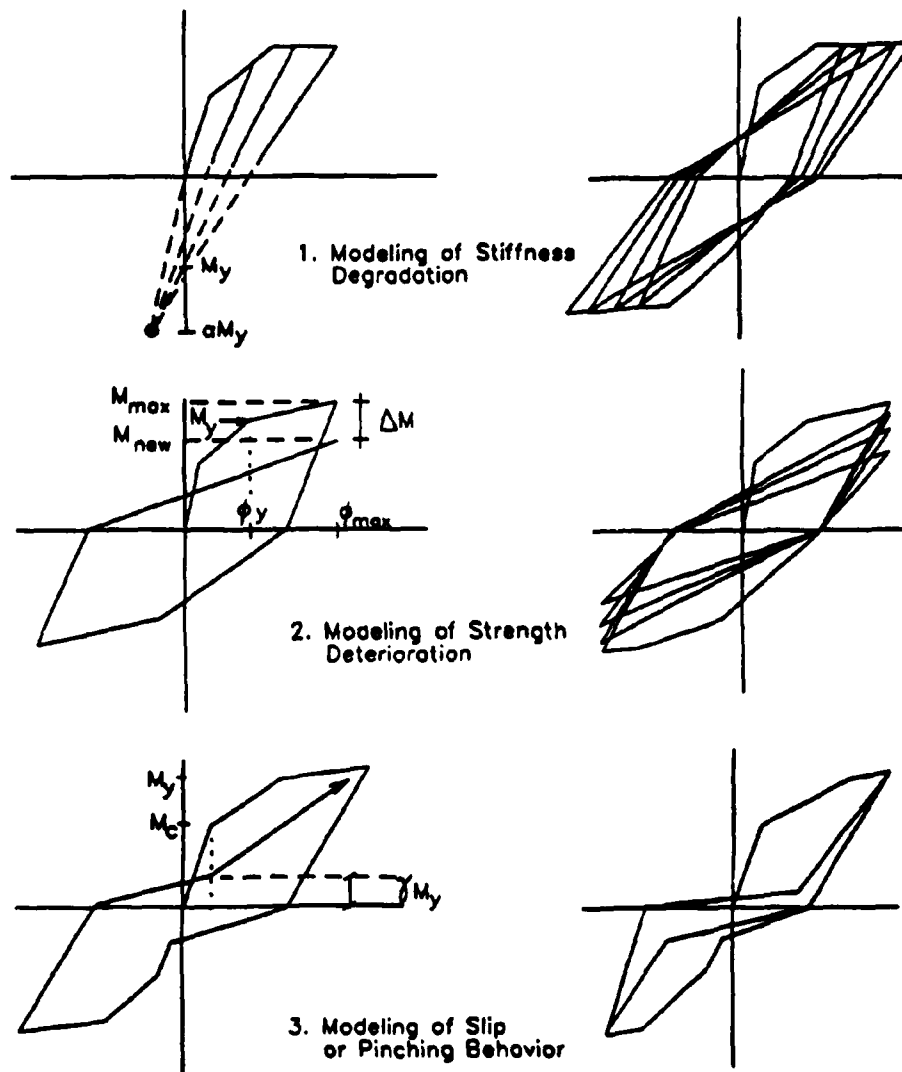 1. Modeling of Stiffness
Degradation
My
αMy
Mmax
My
Mnew
ΔM
ϕy
ϕmax
2. Modeling of Strength
Deterioration
My
Mc
γMy
3. Modeling of Slip
or Pinching Behavior